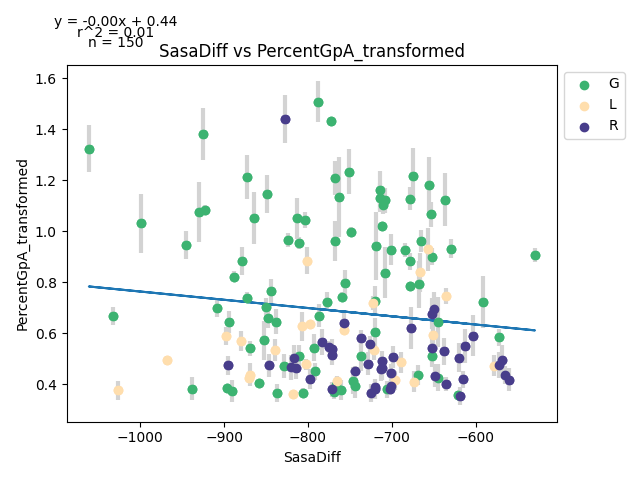 y = -0.00x + 0.44
r^2 = 0.01
n = 150
SasaDiff vs PercentGpA_transformed
1.6
1.4
1.2
1.0
0.8
0.6
0.4
PercentGpA_transformed
−1000
−900
−800
−700
−600
SasaDiff
G
L
R